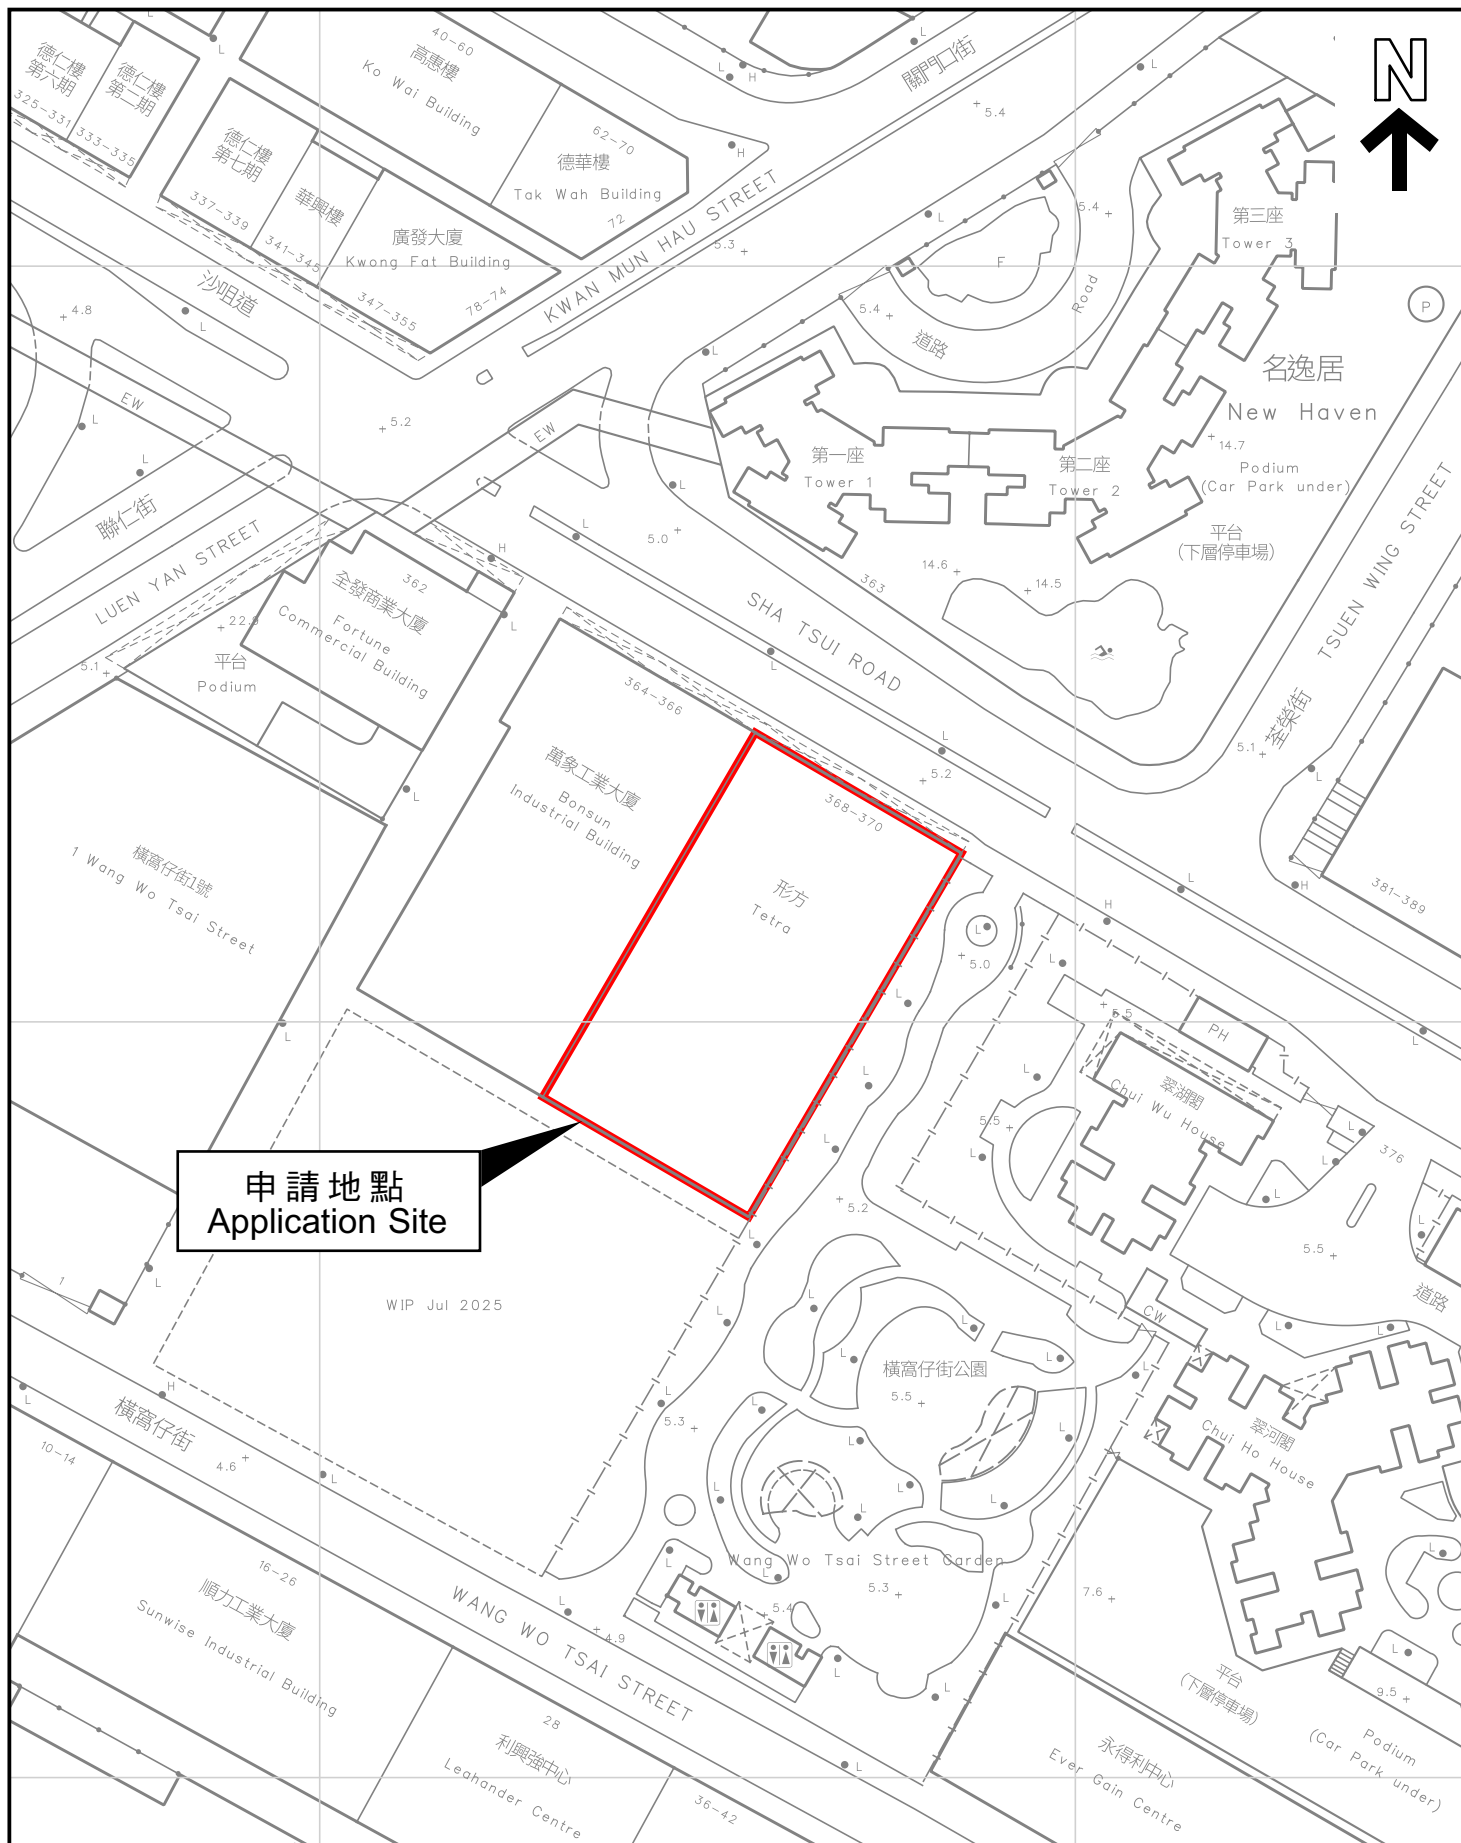 N
德仁樓
第六期
325-331
德仁樓
第二期
333-335
40-60
高惠樓
Ko Wai Building
62-70
德華樓
Tak Wah Building
72
關門口街
KWAN MUN HAU STREET
德仁樓
第七期
337-339
華興樓
341-345
廣發大廈
Kwong Fat Building
347-355
78-74
沙咀道
4.8
5.2
5.3
5.4
5.4
5.4
F
Road
道路
第三座
Tower 3
P
名逸居
New Haven
14.7
Podium
(Car Park under)
平台
(下層停車場)
第一座
Tower 1
第二座
Tower 2
14.6
14.5
363
EW
EW
聯仁街
LUEN YAN STREET
5.0
SHA TSUI ROAD
TSUEN WING STREET
荃榮街
5.1
362
全發商業大廈
Fortune
Commercial Building
22.9
平台
Podium
5.1
364-366
萬象工業大廈
Bonsun
Industrial Building
368-370
形方
Tetra
5.2
381-389
橫窩仔街1號
1 Wang Wo Tsai Street
5.0
5.5
PH
翠湖閣
Chui Wu House
5.5
376
5.5
道路
申請地點
Application Site
5.2
WIP Jul 2025
1
CW
橫窩仔街公園
5.5
翠河閣
Chui Ho House
5.3
橫窩仔街
4.6
10-14
16-26
順力工業大廈
Sunwise Industrial Building
WANG WO TSAI STREET
Wang Wo Tsai Street Garden
5.3
5.4
4.9
7.6
28
利興強中心
Leahander Centre
36-42
永得利中心
Ever Gain Centre
平台
(下層停車場)
9.5
Podium
(Car Park under)